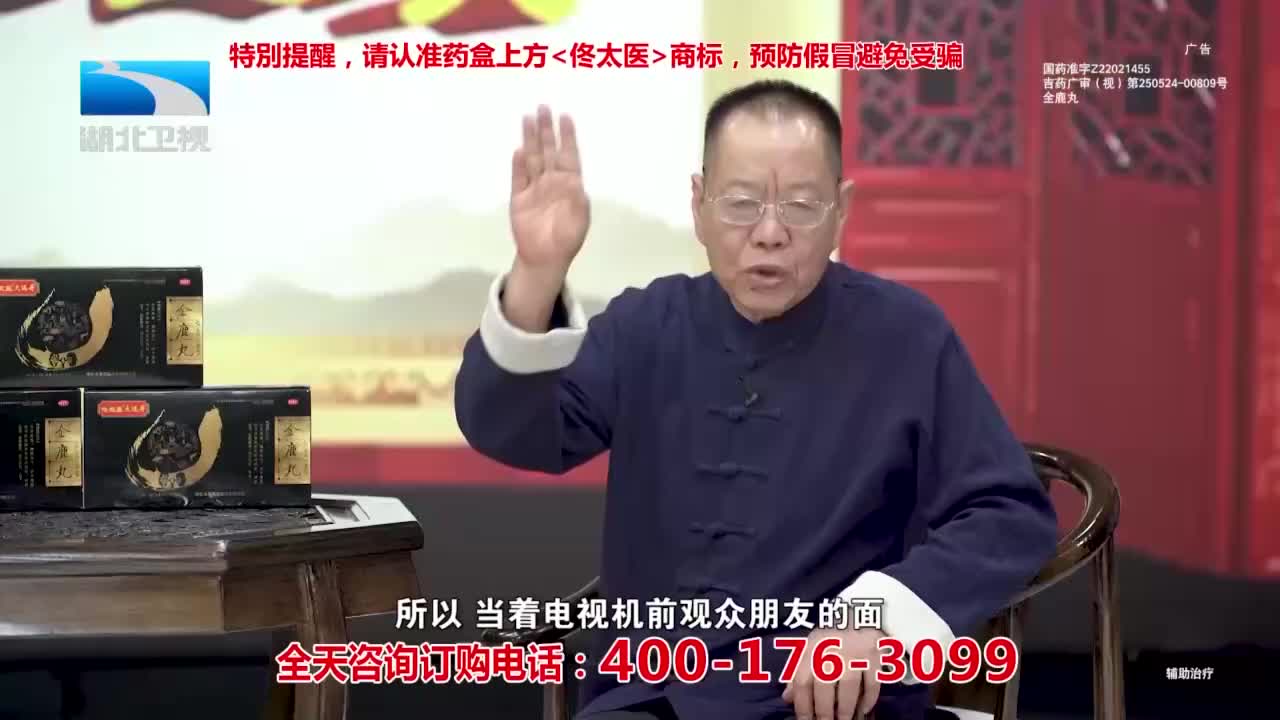 特别提醒，请认准药盒上方<佟太医>商标，预防假冒避免受骗
广告
国药准字Z22021455
吉药广审（视）第250524-00809号
全鹿丸
湖北卫视
全鹿丸
全鹿丸
全鹿丸
所以 当着电视机前观众朋友的面
全天咨询订购电话：400-176-3099
辅助治疗